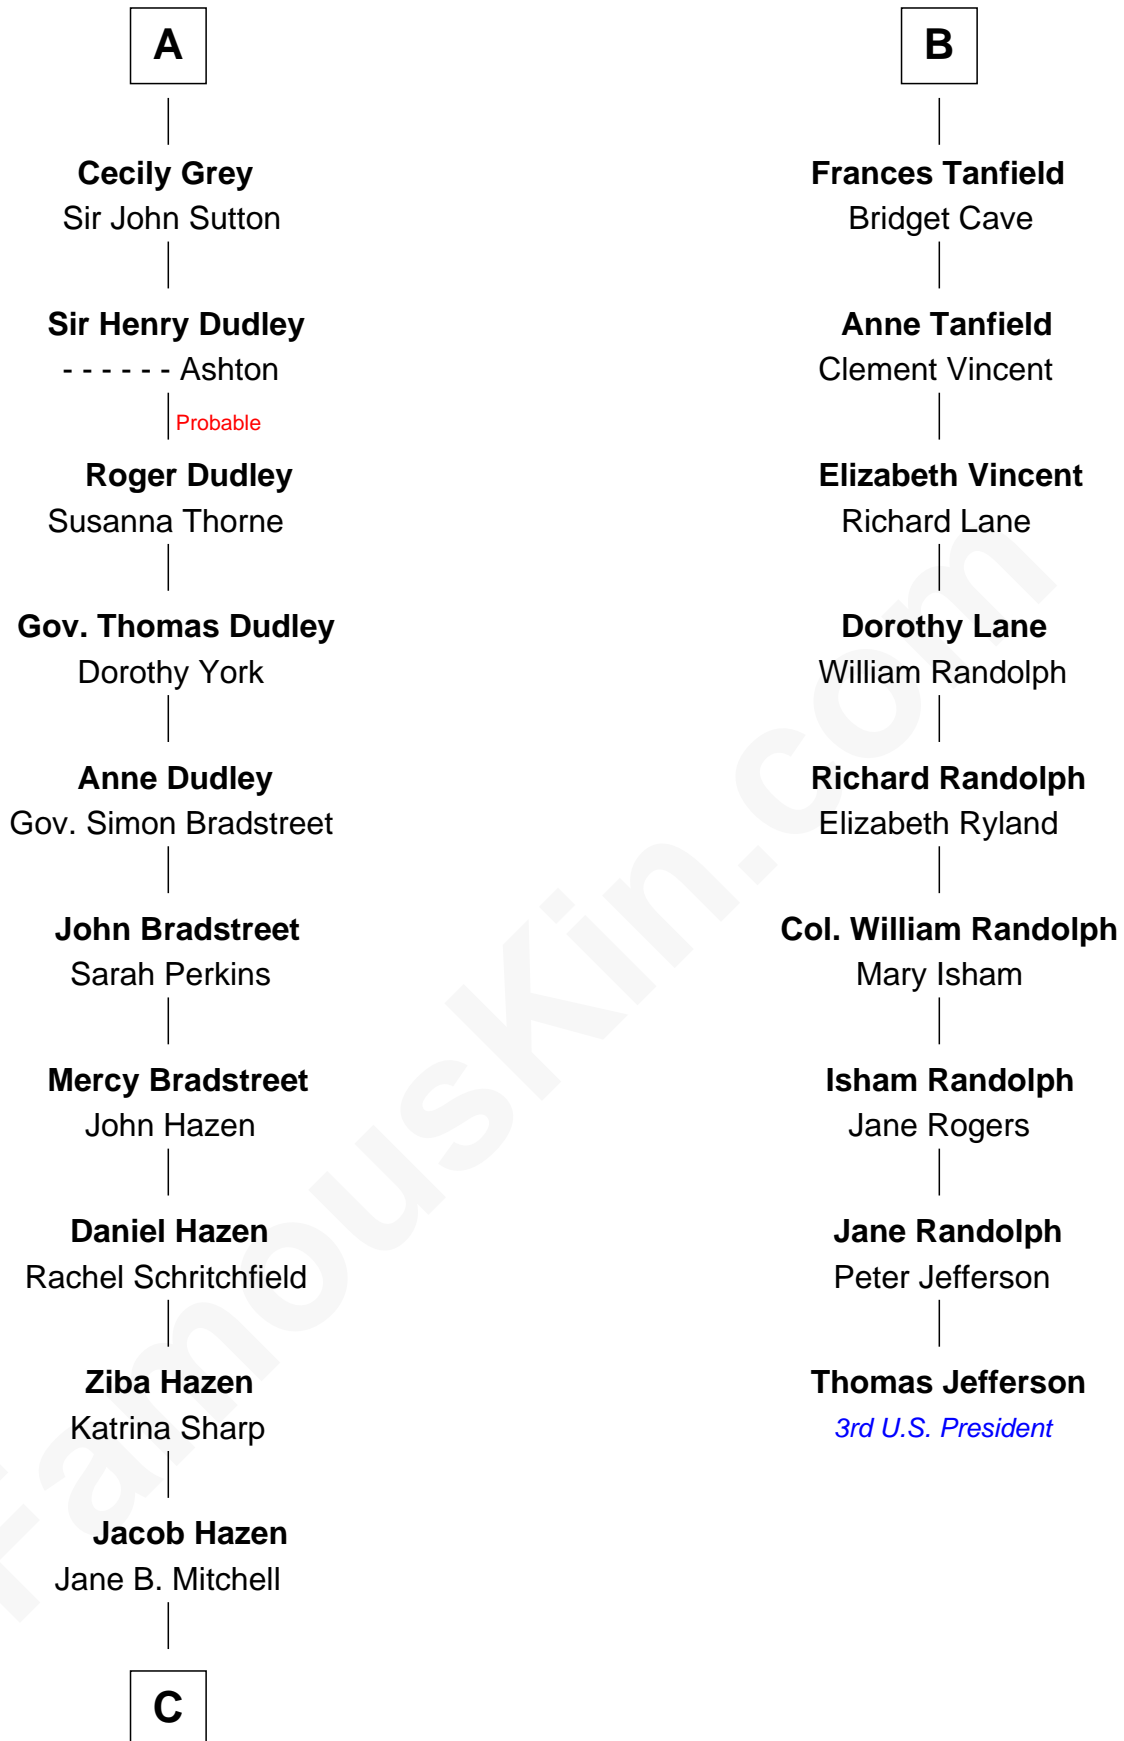 A
Cecily Grey
Sir John Sutton
Sir Henry Dudley
- - - - - - Ashton
Probable
Roger Dudley
Susanna Thorne
Gov. Thomas Dudley
Dorothy York
Anne Dudley
Gov. Simon Bradstreet
John Bradstreet
Sarah Perkins
Mercy Bradstreet
John Hazen
Daniel Hazen
Rachel Schritchfield
Ziba Hazen
Katrina Sharp
Jacob Hazen
Jane B. Mitchell
C
B
Frances Tanfield
Bridget Cave
Anne Tanfield
Clement Vincent
Elizabeth Vincent
Richard Lane
Dorothy Lane
William Randolph
Richard Randolph
Elizabeth Ryland
Col. William Randolph
Mary Isham
Isham Randolph
Jane Rogers
Jane Randolph
Peter Jefferson
Thomas Jefferson
3rd U.S. President
FamousKin.com